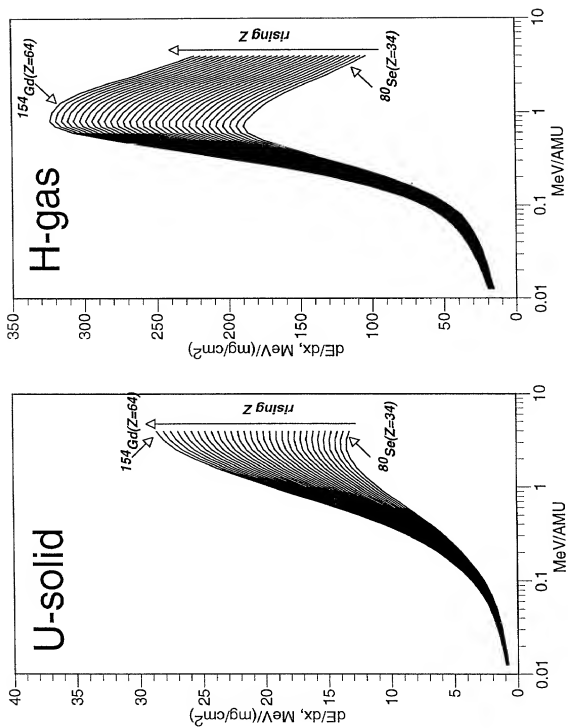 U-solid
40
35
30
25
20
15
10
5
0
dE/dx, MeV/(mg/cm²)
¹⁵⁴Gd(Z=64)
rising Z
⁸⁰Se(Z=34)
0.01
0.1
1
10
MeV/AMU
H-gas
350
300
250
200
150
100
50
0
dE/dx, MeV/(mg/cm²)
¹⁵⁴Gd(Z=64)
rising Z
⁸⁰Se(Z=34)
0.01
0.1
1
10
MeV/AMU